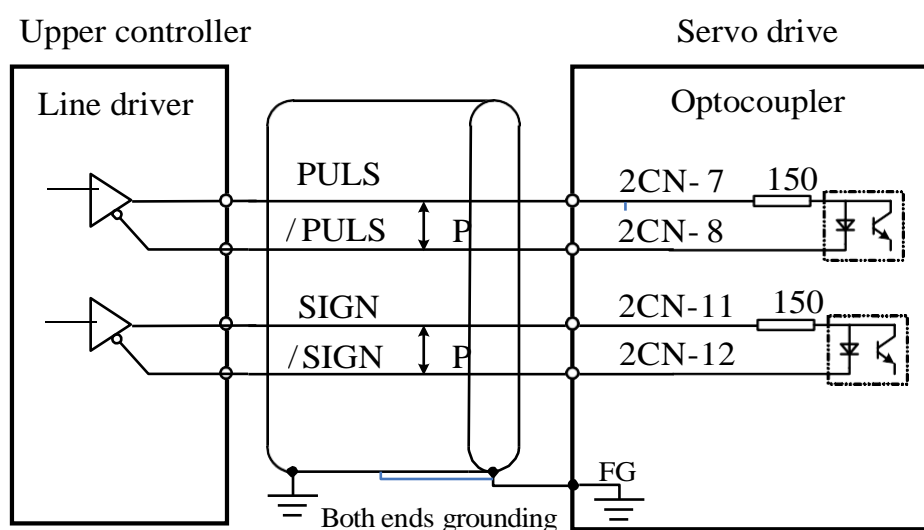 Upper controller
Servo drive
Line driver
Optocoupler
PULS
2CN-7
150
/PULS
P
2CN-8
SIGN
2CN-11
150
/SIGN
P
2CN-12
FG
Both ends grounding